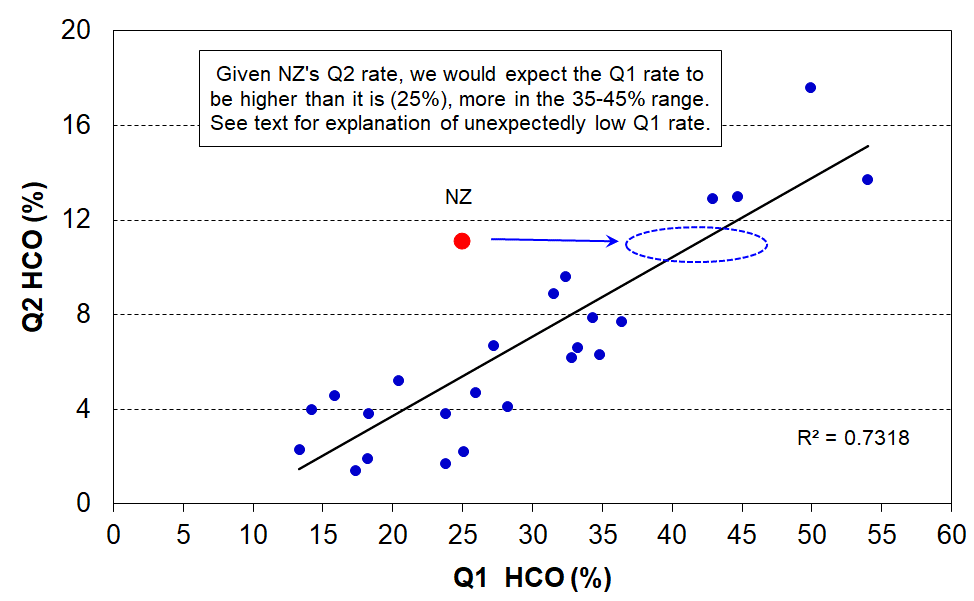 20
Given NZ's Q2 rate, we would expect the Q1 rate to
be higher than it is (25%), more in the 35-45% range.
See text for explanation of unexpectedly low Q1 rate.
16
NZ
12
Q2 HCO (%)
8
4
R² = 0.7318
0
0 5 10 15 20 25 30 35 40 45 50 55 60
Q1 HCO (%)